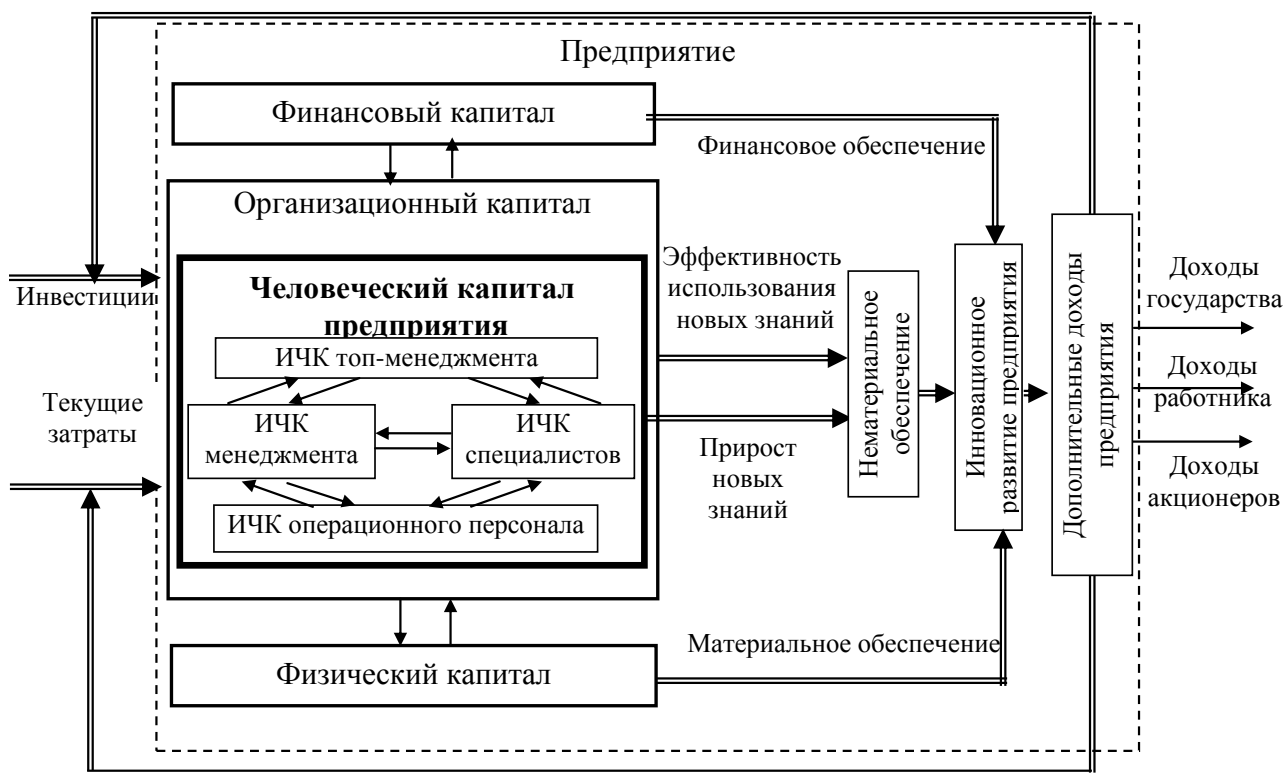 Предприятие
Финансовый капитал
Финансовое обеспечение
Организационный капитал
Инвестиции
Текущие
затраты
Человеческий капитал
предприятия
ИЧК топ-менеджмента
ИЧК
менеджмента
ИЧК
специалистов
ИЧК операционного персонала
Эффективность
использования
новых знаний
Прирост
новых
знаний
Нематериальное
обеспечение
Инновационное
развитие предприятия
Дополнительные доходы
предприятия
Доходы
государства
Доходы
работника
Доходы
акционеров
Материальное обеспечение
Физический капитал